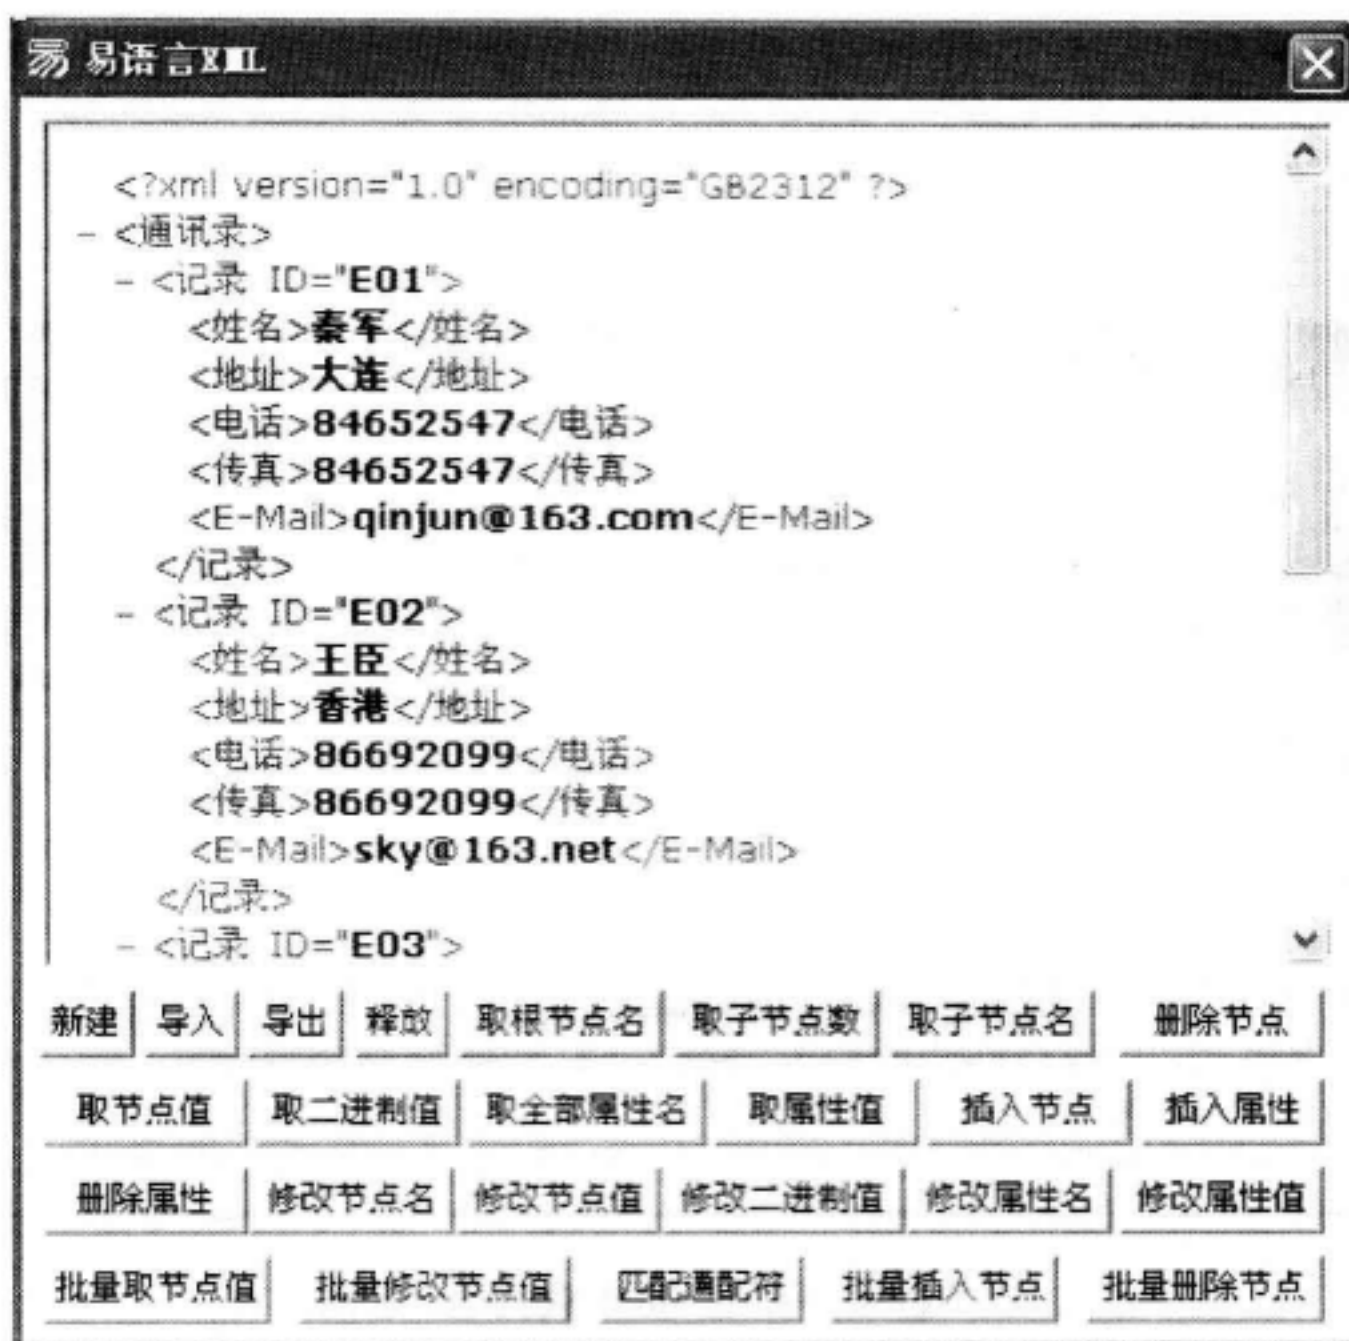 易语言XML
<?xml version="1.0" encoding="GB2312" ?>
- <通讯录>
- <记录 ID="E01">
<姓名>秦军</姓名>
<地址>大连</地址>
<电话>84652547</电话>
<传真>84652547</传真>
<E-Mail>qinjun@163.com</E-Mail>
</记录>
- <记录 ID="E02">
<姓名>王臣</姓名>
<地址>香港</地址>
<电话>86692099</电话>
<传真>86692099</传真>
<E-Mail>sky@163.net</E-Mail>
</记录>
- <记录 ID="E03">
新建 导入 导出 释放 取根节点名 取子节点数 取子节点名 删除节点
取节点值 取二进制值 取全部属性名 取属性值 插入节点 插入属性
删除属性 修改节点名 修改节点值 修改二进制值 修改属性名 修改属性值
批量取节点值 批量修改节点值 匹配通配符 批量插入节点 批量删除节点